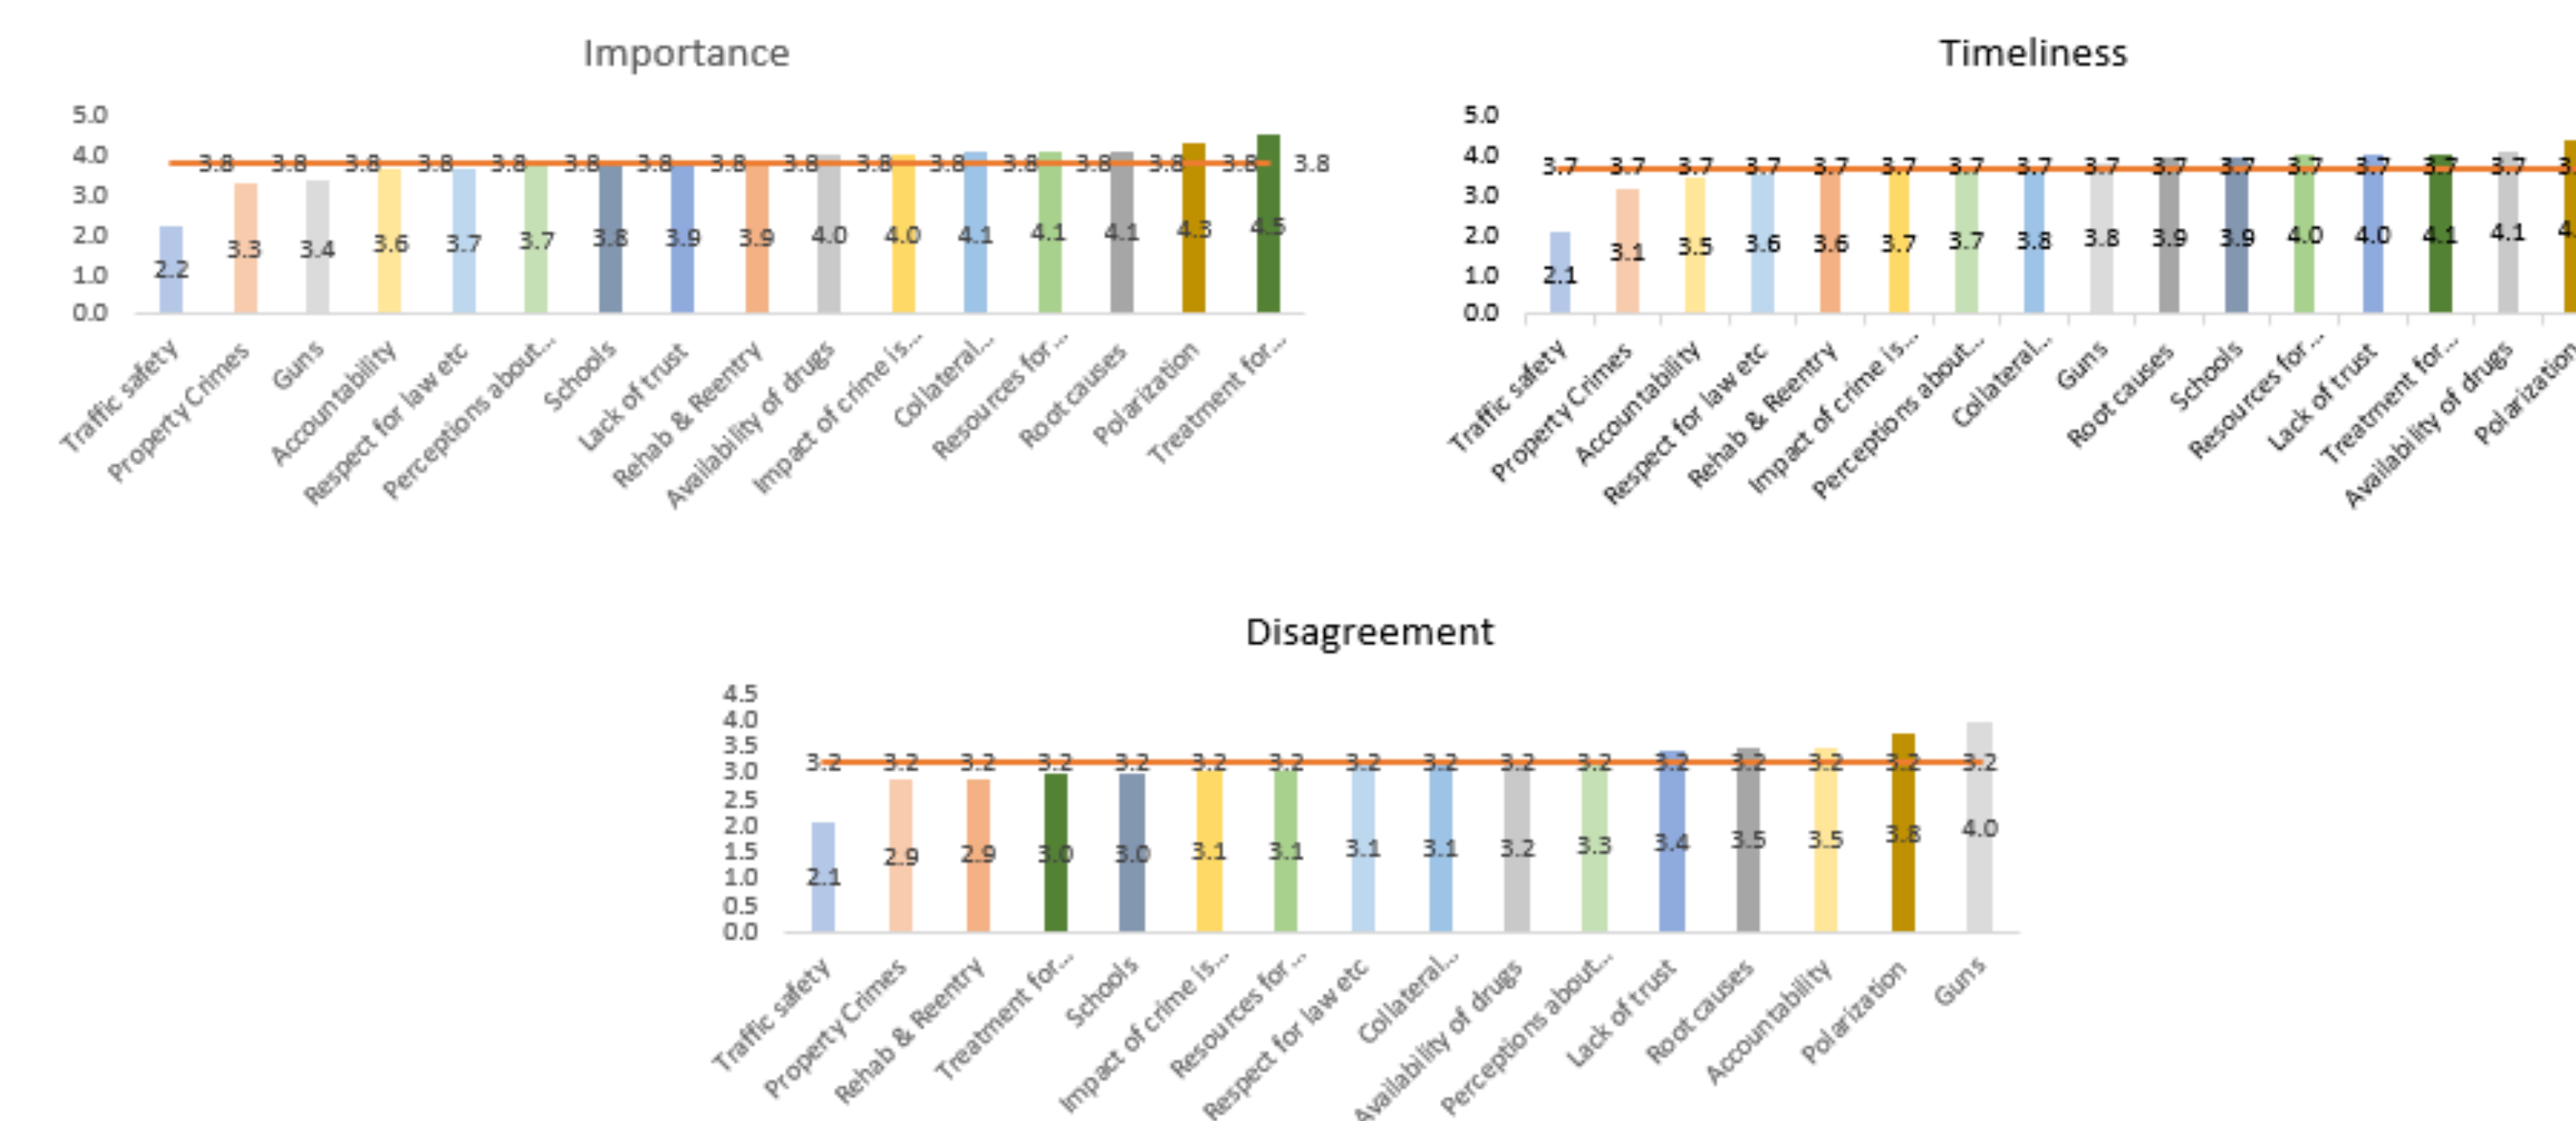 Importance
5.0
4.0
3.0
2.0
1.0
0.0
3.8 3.8 3.8 3.8 3.8 3.8 3.8 3.8 3.8 3.8 3.8 3.8 3.8 3.8 3.8 3.8
2.2 3.3 3.4 3.6 3.7 3.7 3.8 3.9 3.9 4.0 4.0 4.1 4.1 4.1 4.3 4.5
Traffic safety
Property Crimes
Guns
Accountability
Respect for law etc
Perceptions about...
Schools
Lack of trust
Rehab & Reentry
Availability of drugs
Impact of crime is...
Collateral...
Resources for...
Root causes
Polarization
Treatment for...
Timeliness
5.0
4.0
3.0
2.0
1.0
0.0
3.7 3.7 3.7 3.7 3.7 3.7 3.7 3.7 3.7 3.7 3.7 3.7 3.7 3.7 3.7
2.1 3.1 3.5 3.6 3.6 3.7 3.7 3.8 3.8 3.9 3.9 4.0 4.0 4.1 4.1
Traffic safety
Property Crimes
Accountability
Respect for law etc
Rehab & Reentry
Impact of crime is...
Perceptions about...
Collateral...
Guns
Root causes
Schools
Resources for...
Lack of trust
Treatment for...
Availability of drugs
Polarization
Disagreement
4.5
4.0
3.5
3.0
2.5
2.0
1.5
1.0
0.5
0.0
3.2 3.2 3.2 3.2 3.2 3.2 3.2 3.2 3.2 3.2 3.2 3.2 3.2 3.2 3.2 3.2
2.1 2.9 2.9 3.0 3.0 3.1 3.1 3.1 3.1 3.2 3.3 3.4 3.5 3.5 3.8 4.0
Traffic safety
Property Crimes
Rehab & Reentry
Treatment for...
Schools
Impact of crime is...
Resources for...
Respect for law etc
Collateral...
Availability of drugs
Perceptions about...
Lack of trust
Root causes
Accountability
Polarization
Guns